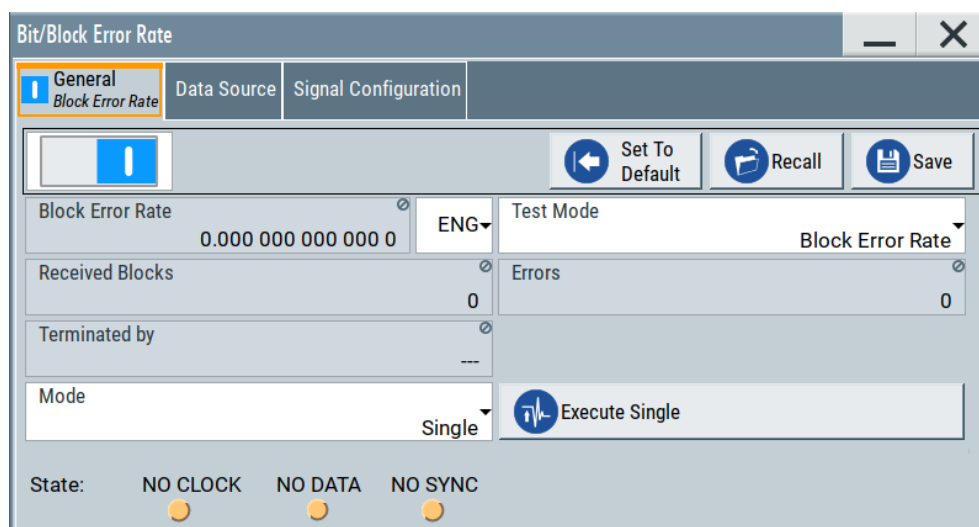 Bit/Block Error Rate
General
Block Error Rate
Data Source
Signal Configuration
Set To
Default
Recall
Save
Block Error Rate
0.000 000 000 000 0
ENG
Test Mode
Block Error Rate
Received Blocks
0
Errors
0
Terminated by
---
Mode
Single
Execute Single
State: NO CLOCK NO DATA NO SYNC